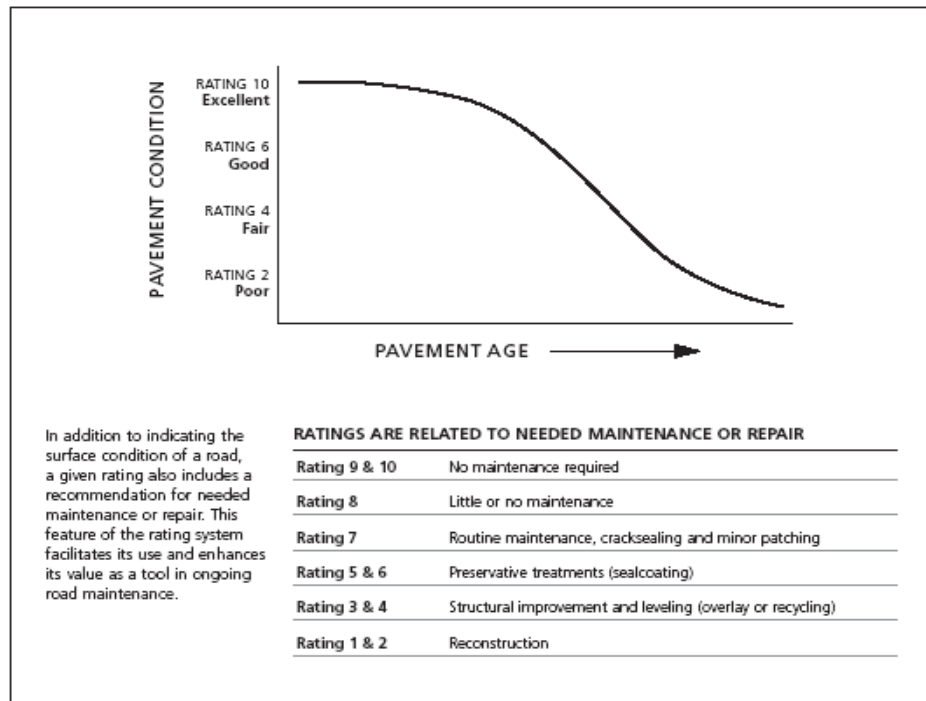 PAVEMENT CONDITION
RATING 10
Excellent
RATING 6
Good
RATING 4
Fair
RATING 2
Poor
PAVEMENT AGE
In addition to indicating the
surface condition of a road,
a given rating also includes a
recommendation for needed
maintenance or repair. This
feature of the rating system
facilitates its use and enhances
its value as a tool in ongoing
road maintenance.
RATINGS ARE RELATED TO NEEDED MAINTENANCE OR REPAIR
Rating 9 & 10 No maintenance required
Rating 8 Little or no maintenance
Rating 7 Routine maintenance, cracksealing and minor patching
Rating 5 & 6 Preservative treatments (sealcoating)
Rating 3 & 4 Structural improvement and leveling (overlay or recycling)
Rating 1 & 2 Reconstruction